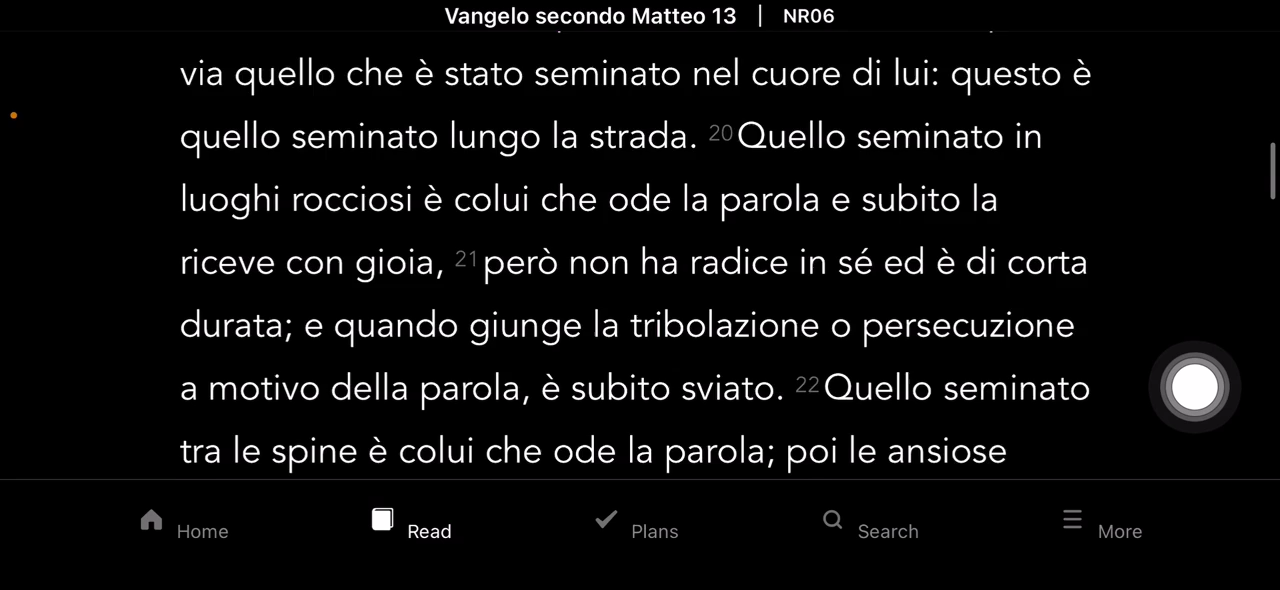 Vangelo secondo Matteo 13 | NR06
via quello che è stato seminato nel cuore di lui: questo è
quello seminato lungo la strada. 20 Quello seminato in
luoghi rocciosi è colui che ode la parola e subito la
riceve con gioia, 21 però non ha radice in sé ed è di corta
durata; e quando giunge la tribolazione o persecuzione
a motivo della parola, è subito sviato. 22 Quello seminato
tra le spine è colui che ode la parola; poi le ansiose
Home Read Plans Search More